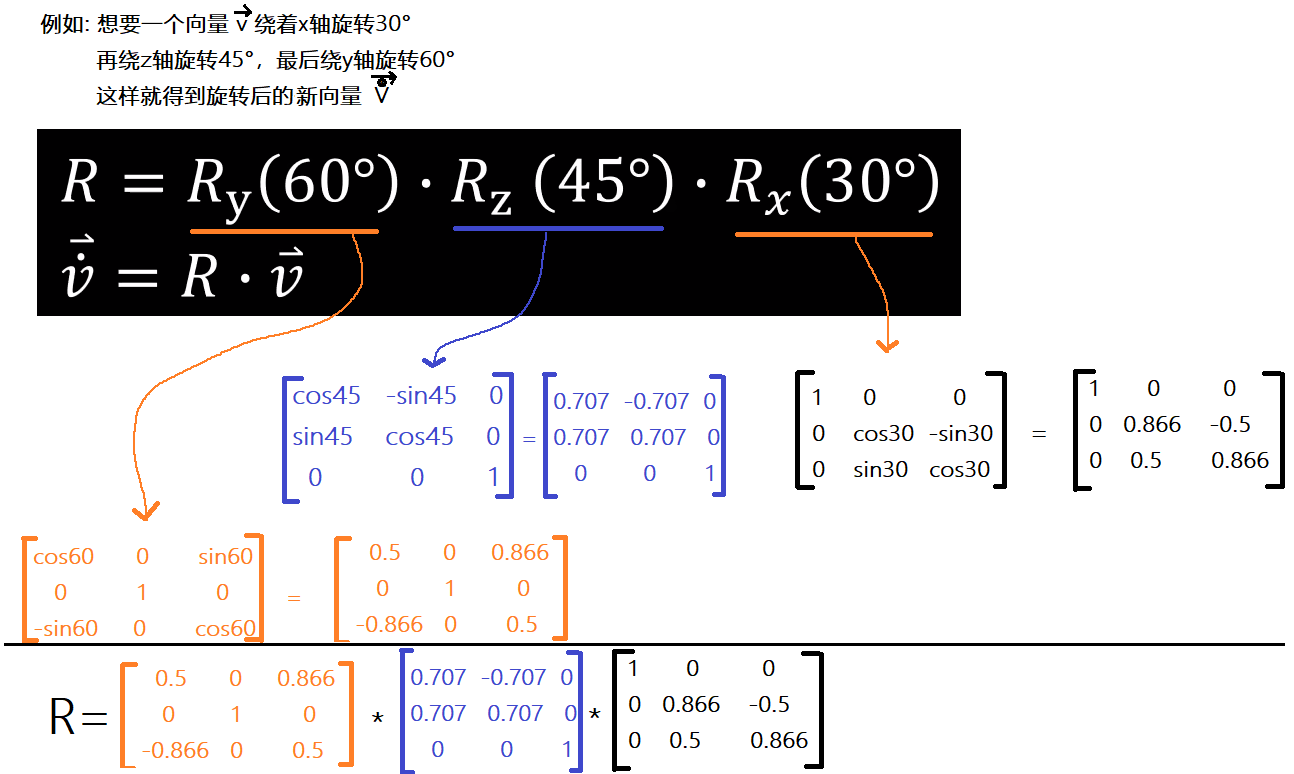 例如: 想要一个向量 v⃗ 绕着x轴旋转30°
再绕z轴旋转45°，最后绕y轴旋转60°
这样就得到旋转后的新向量 v̇⃗
R = Ry(60°) · Rz (45°) · Rx(30°)
v̇⃗ = R · v⃗
cos45 -sin45 0
sin45 cos45 0
0 0 1
=
0.707 -0.707 0
0.707 0.707 0
0 0 1
1 0 0
0 cos30 -sin30
0 sin30 cos30
=
1 0 0
0 0.866 -0.5
0 0.5 0.866
cos60 0 sin60
0 1 0
-sin60 0 cos60
=
0.5 0 0.866
0 1 0
-0.866 0 0.5
R=
0.5 0 0.866
0 1 0
-0.866 0 0.5
*
0.707 -0.707 0
0.707 0.707 0
0 0 1
*
1 0 0
0 0.866 -0.5
0 0.5 0.866